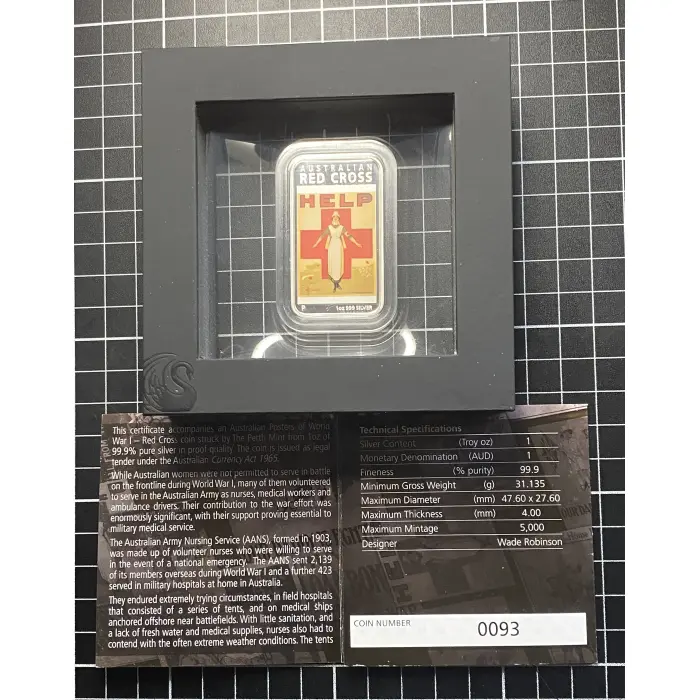 AUSTRALIAN
RED CROSS
HELP
P
1oz 999 SILVER
This certificate accompanies an Australian Posters of World
War I – Red Cross coin struck by The Perth Mint from 1oz of
99.9% pure silver in proof quality. The coin is issued as legal
tender under the Australian Currency Act 1965.
While Australian women were not permitted to serve in battle
on the frontline during World War I, many of them volunteered
to serve in the Australian Army as nurses, medical workers and
ambulance drivers. Their contribution to the war effort was
enormously significant, with their support proving essential to
military medical service.
The Australian Army Nursing Service (AANS), formed in 1903,
was made up of volunteer nurses who were willing to serve
in the event of a national emergency. The AANS sent 2,139
of its members overseas during World War I and a further 423
served in military hospitals at home in Australia.
They endured extremely trying circumstances, in field hospitals
that consisted of a series of tents, and on medical ships
anchored offshore near battlefields. With little sanitation, and
a lack of fresh water and medical supplies, nurses also had to
contend with the often extreme weather conditions. The tents
Technical Specifications
Silver Content (Troy oz) 1
Monetary Denomination (AUD) 1
Fineness (% purity) 99.9
Minimum Gross Weight (g) 31.135
Maximum Diameter (mm) 47.60 x 27.60
Maximum Thickness (mm) 4.00
Maximum Mintage 5,000
Designer Wade Robinson
COIN NUMBER 0093